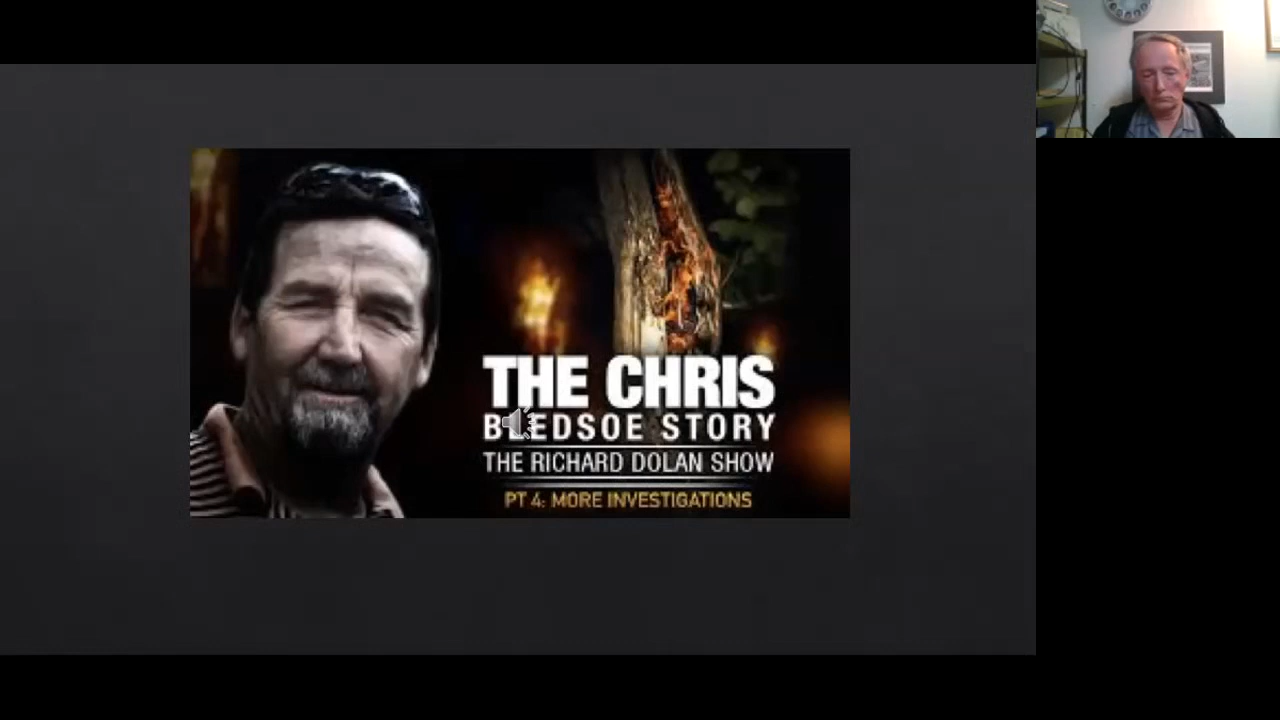 THE CHRIS
BLEDSOE STORY
THE RICHARD DOLAN SHOW
PT 4: MORE INVESTIGATIONS